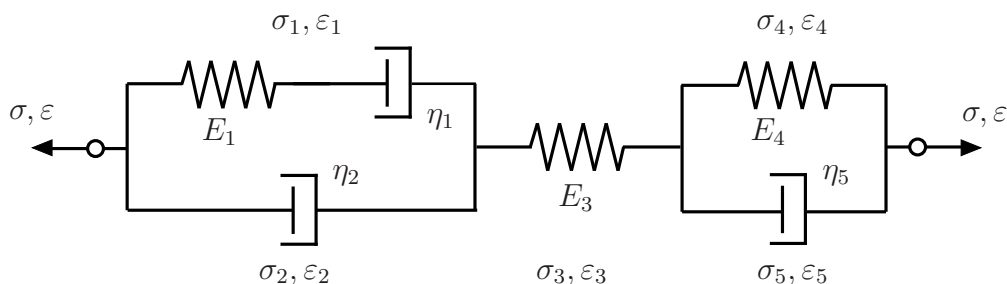 σ₁, ε₁
σ₄, ε₄
σ, ε
E₁
η₁
E₄
σ, ε
η₂
E₃
η₅
σ₂, ε₂
σ₃, ε₃
σ₅, ε₅